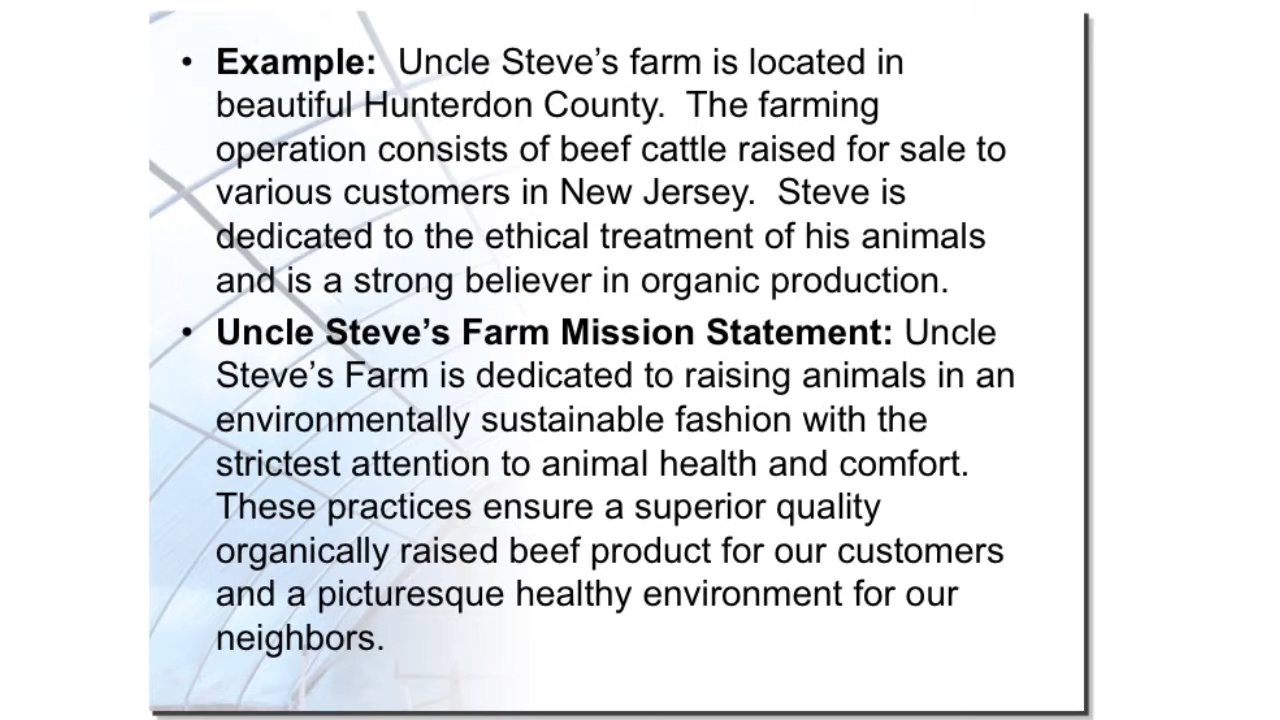 • Example: Uncle Steve’s farm is located in
beautiful Hunterdon County. The farming
operation consists of beef cattle raised for sale to
various customers in New Jersey. Steve is
dedicated to the ethical treatment of his animals
and is a strong believer in organic production.
• Uncle Steve’s Farm Mission Statement: Uncle
Steve’s Farm is dedicated to raising animals in an
environmentally sustainable fashion with the
strictest attention to animal health and comfort.
These practices ensure a superior quality
organically raised beef product for our customers
and a picturesque healthy environment for our
neighbors.